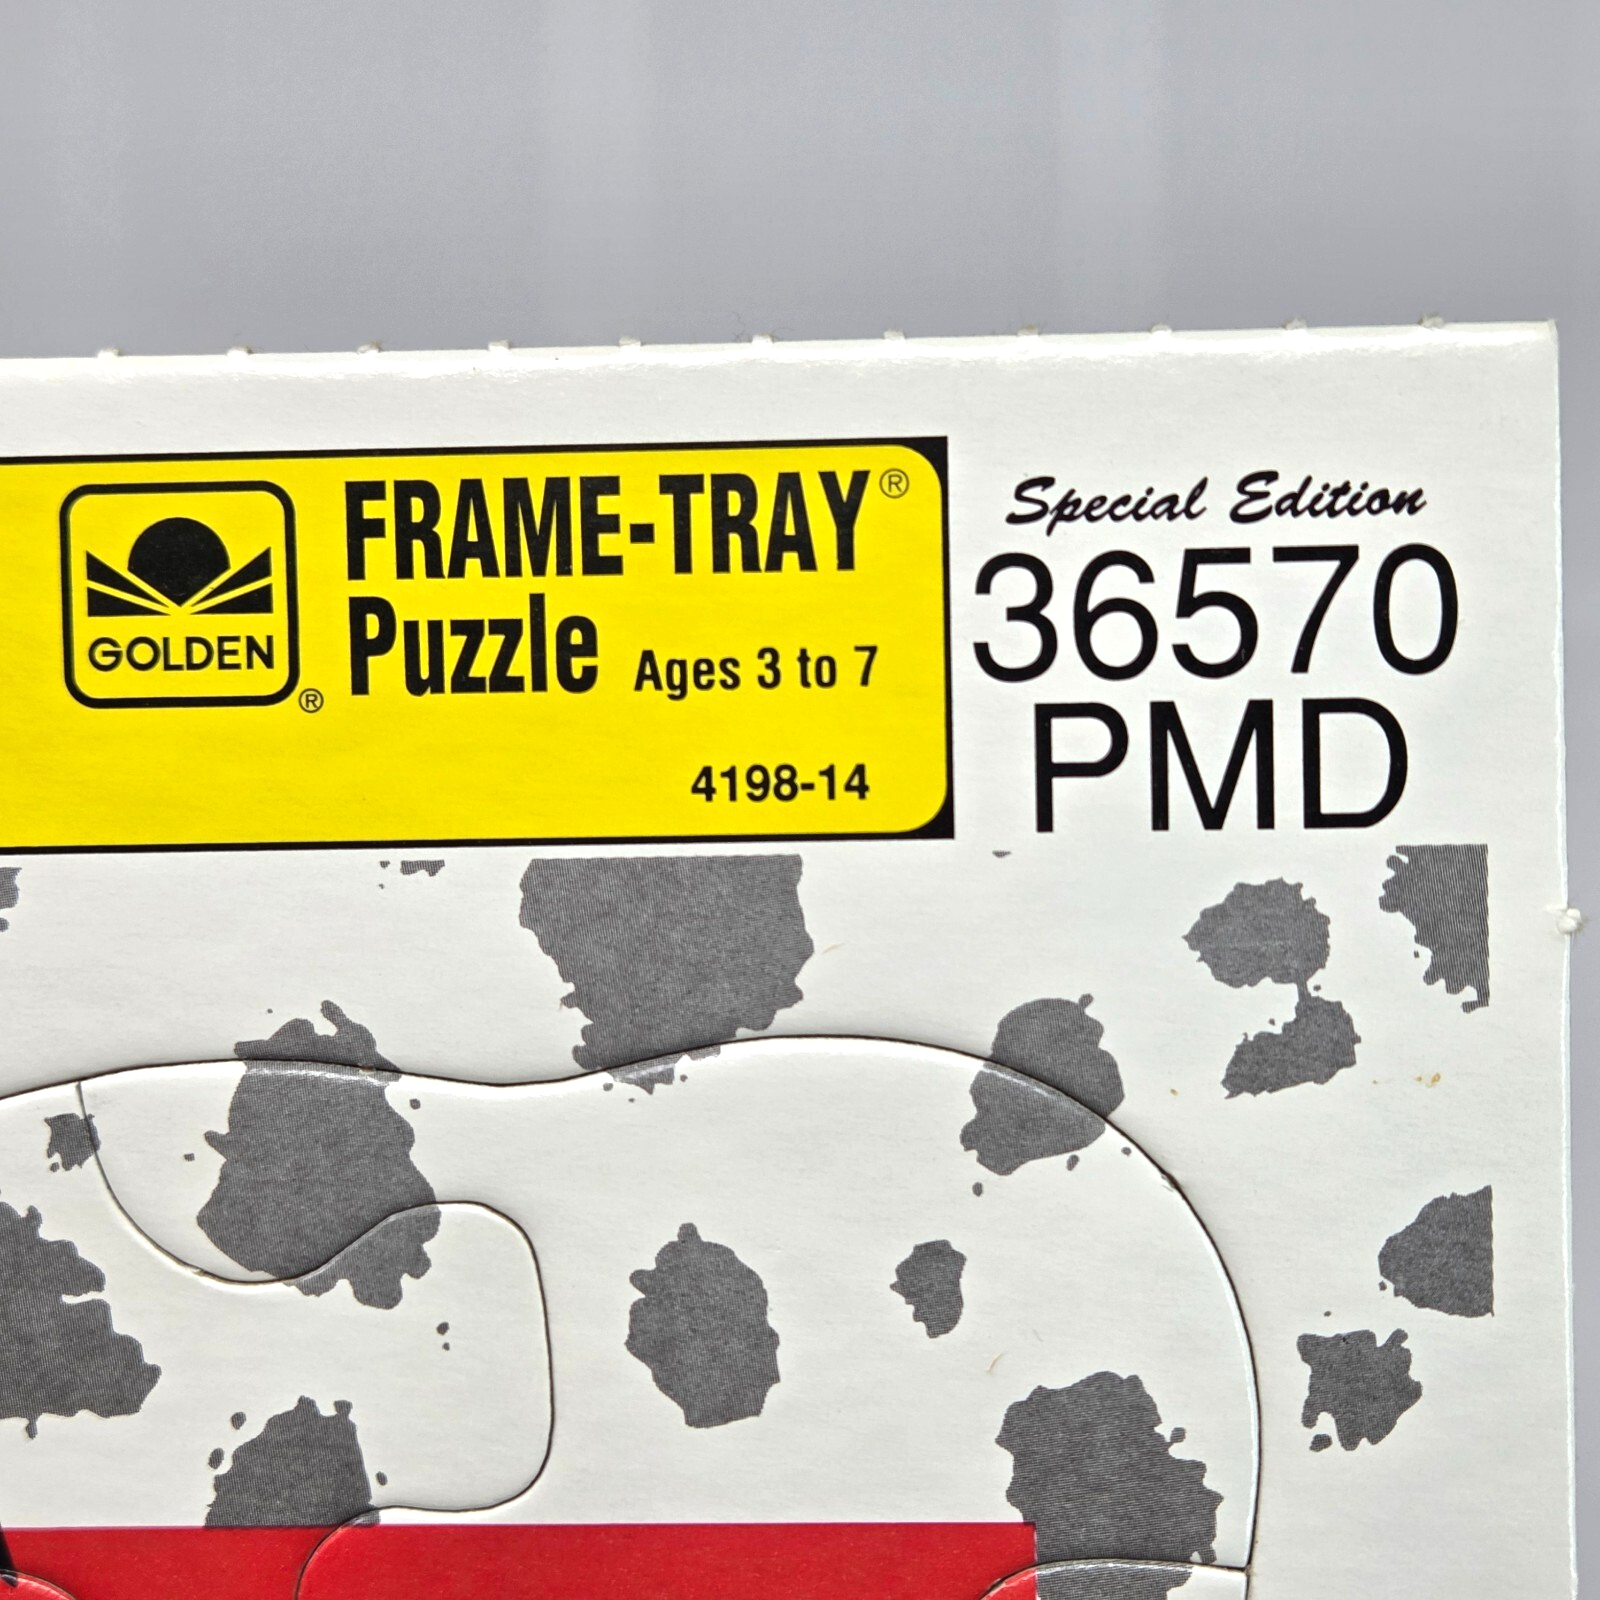 GOLDEN ®
FRAME-TRAY®
Puzzle Ages 3 to 7
4198-14
Special Edition
36570
PMD